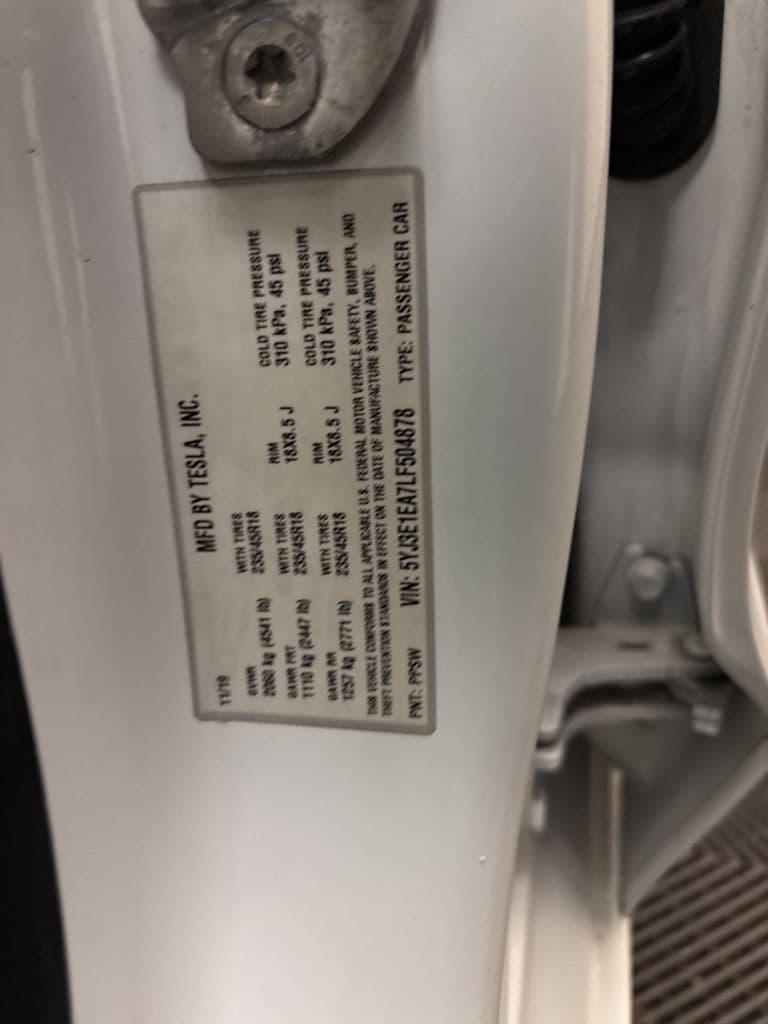 MFD BY TESLA, INC.
11/19
GVWR
2060 kg (4541 lb)
WITH TIRES
235/45R18
COLD TIRE PRESSURE
310 kPa, 45 psi
GAWR FRT
1110 kg (2447 lb)
WITH TIRES
235/45R18
RIM
18X8.5 J
COLD TIRE PRESSURE
310 kPa, 45 psi
GAWR RR
1257 kg (2771 lb)
WITH TIRES
235/45R18
RIM
18X8.5 J
THIS VEHICLE CONFORMS TO ALL APPLICABLE U.S. FEDERAL MOTOR VEHICLE SAFETY, BUMPER, AND
THEFT PREVENTION STANDARDS IN EFFECT ON THE DATE OF MANUFACTURE SHOWN ABOVE.
PNT: PPSW VIN: 5YJ3E1EA7LF504878 TYPE: PASSENGER CAR